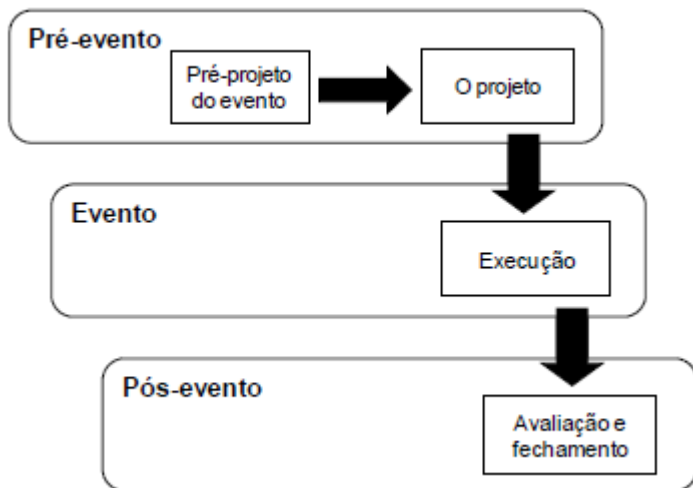 Pré-evento
Pré-projeto
do evento
O projeto
Evento
Execução
Pós-evento
Avaliação e
fechamento